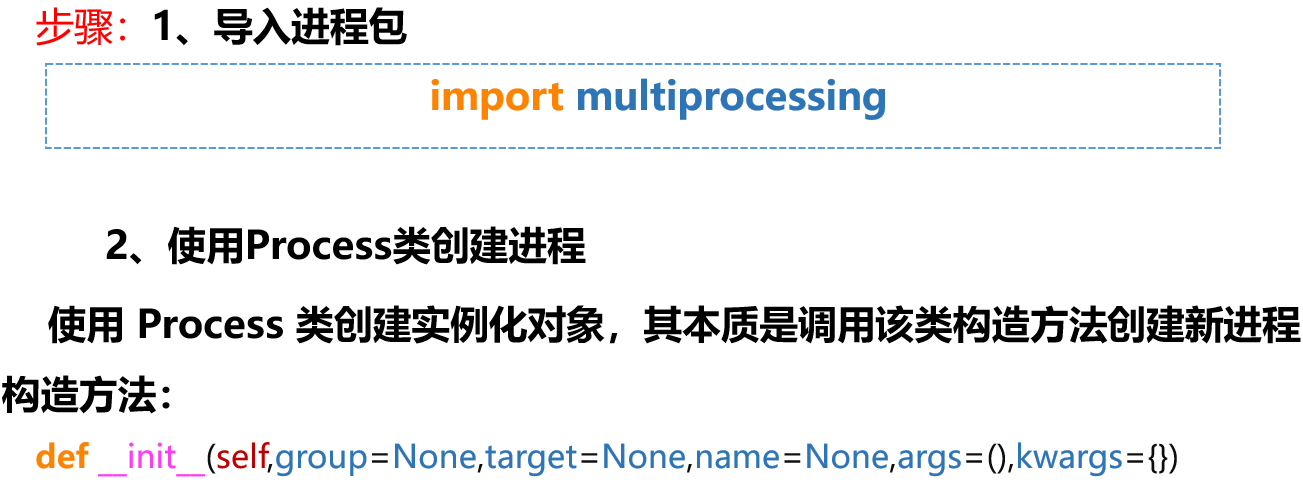 步骤：1、导入进程包
import multiprocessing
2、使用Process类创建进程
使用 Process 类创建实例化对象，其本质是调用该类构造方法创建新进程
构造方法：
def __init__(self,group=None,target=None,name=None,args=(),kwargs={})